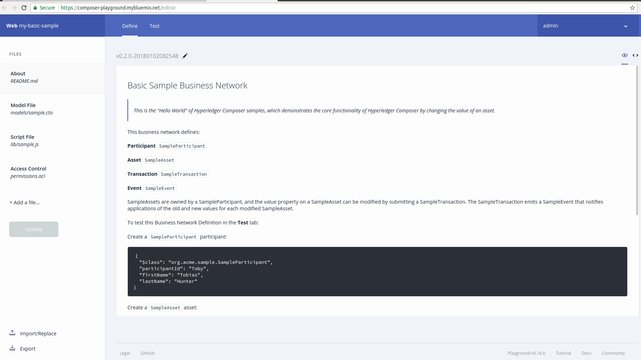 Secure https://composer-playground.mybluemix.net/editor
Web my-basic-sample
Define
Test
admin
FILES
About
README.md
Model File
models/sample.cto
Script File
lib/sample.js
Access Control
permissions.acl
+ Add a file...
Update
Import/Replace
Export
v0.2.0-20180102082548
Basic Sample Business Network
This is the "Hello World" of Hyperledger Composer samples, which demonstrates the core functionality of Hyperledger Composer by changing the value of an asset.
This business network defines:
Participant SampleParticipant
Asset SampleAsset
Transaction SampleTransaction
Event SampleEvent
SampleAssets are owned by a SampleParticipant, and the value property on a SampleAsset can be modified by submitting a SampleTransaction. The SampleTransaction emits a SampleEvent that notifies
applications of the old and new values for each modified SampleAsset.
To test this Business Network Definition in the Test tab:
Create a SampleParticipant participant:
{
"$class": "org.acme.sample.SampleParticipant",
"participantId": "Toby",
"firstName": "Tobias",
"lastName": "Hunter"
}
Create a SampleAsset asset:
Legal
GitHub
Playground v0.16.6
Tutorial
Docs
Community